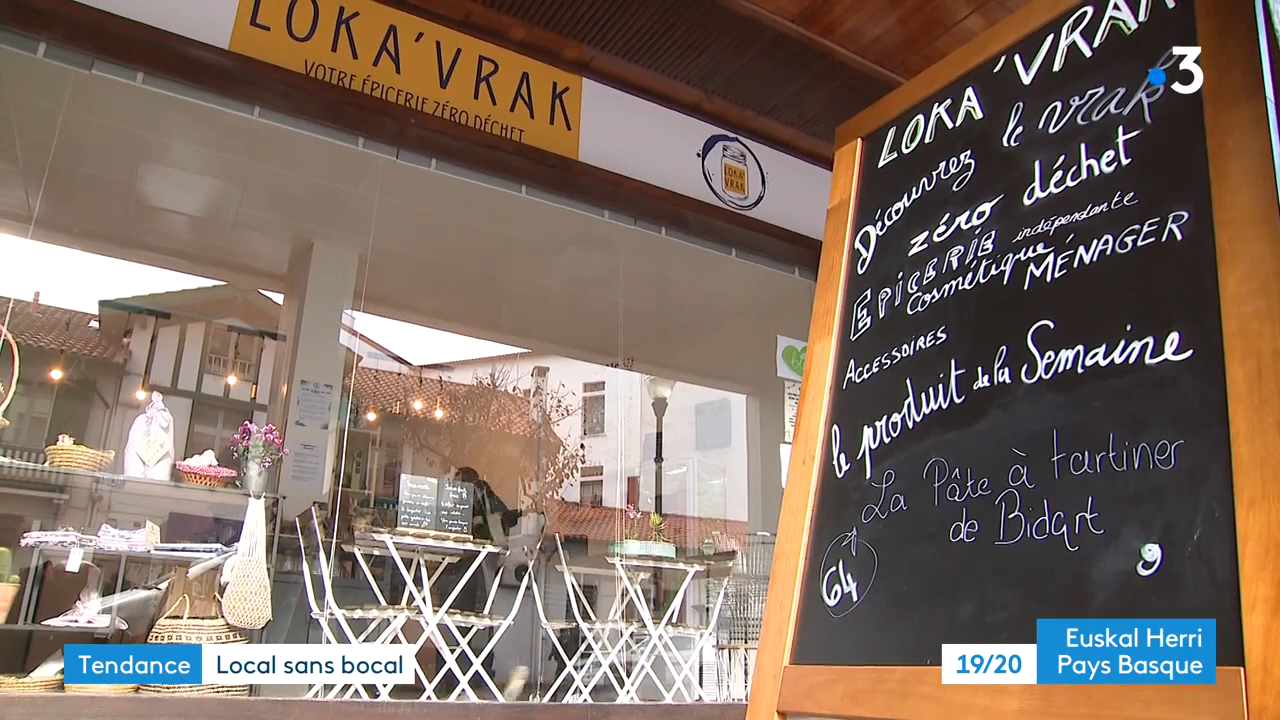 LOKA'VRAK
VOTRE ÉPICERIE ZÉRO DÉCHET
LOKA'
VRAK
3
LOKA'VRAK
Découvrez le vrak
zéro déchet
EPICERIE indépendante
Cosmétique MÉNAGER
ACCESSOIRES
le produit de la Semaine
La Pâte à tartiner
de Bidart
64
Tendance
Local sans bocal
19/20
Euskal Herri
Pays Basque